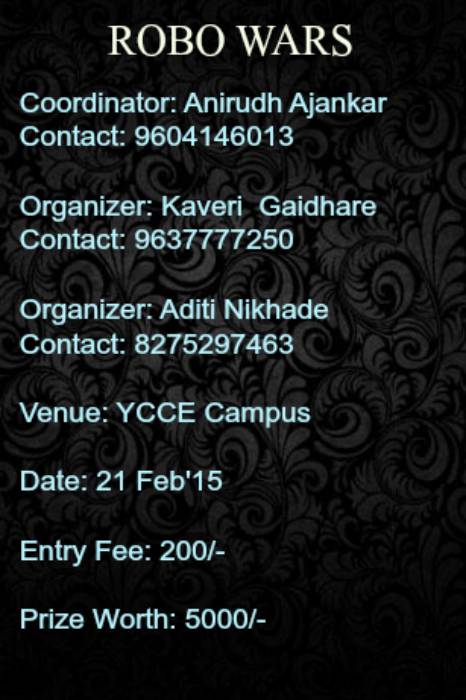 ROBO WARS
Coordinator: Anirudh Ajankar
Contact: 9604146013
Organizer: Kaveri  Gaidhare
Contact: 9637777250
Organizer: Aditi Nikhade
Contact: 8275297463
Venue: YCCE Campus
Date: 21 Feb'15
Entry Fee: 200/-
Prize Worth: 5000/-